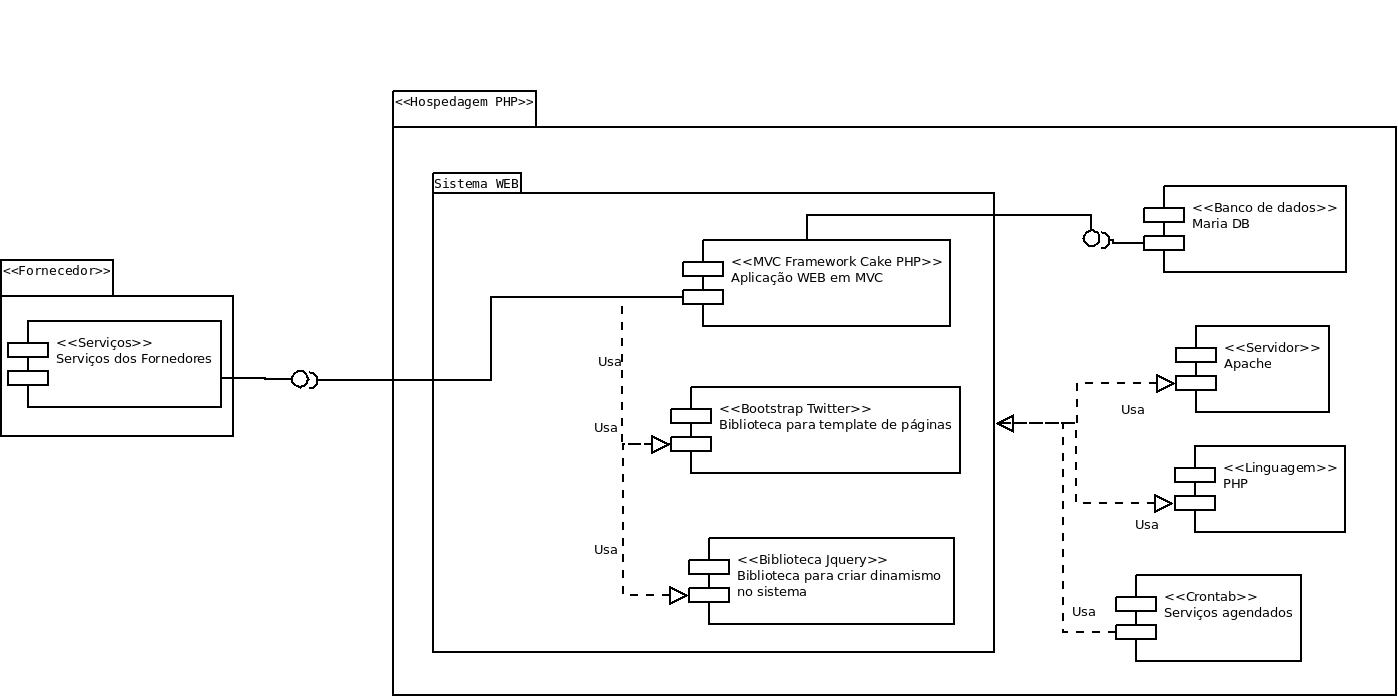 <<Hospedagem PHP>>
Sistema WEB
<<Banco de dados>>
Maria DB
<<MVC Framework Cake PHP>>
Aplicação WEB em MVC
<<Fornecedor>>
<<Serviços>>
Serviços dos Fornedores
Usa
<<Servidor>>
Apache
Usa
<<Bootstrap Twitter>>
Biblioteca para template de páginas
Usa
<<Linguagem>>
PHP
Usa
Usa
<<Biblioteca Jquery>>
Biblioteca para criar dinamismo
no sistema
<<Crontab>>
Serviços agendados
Usa